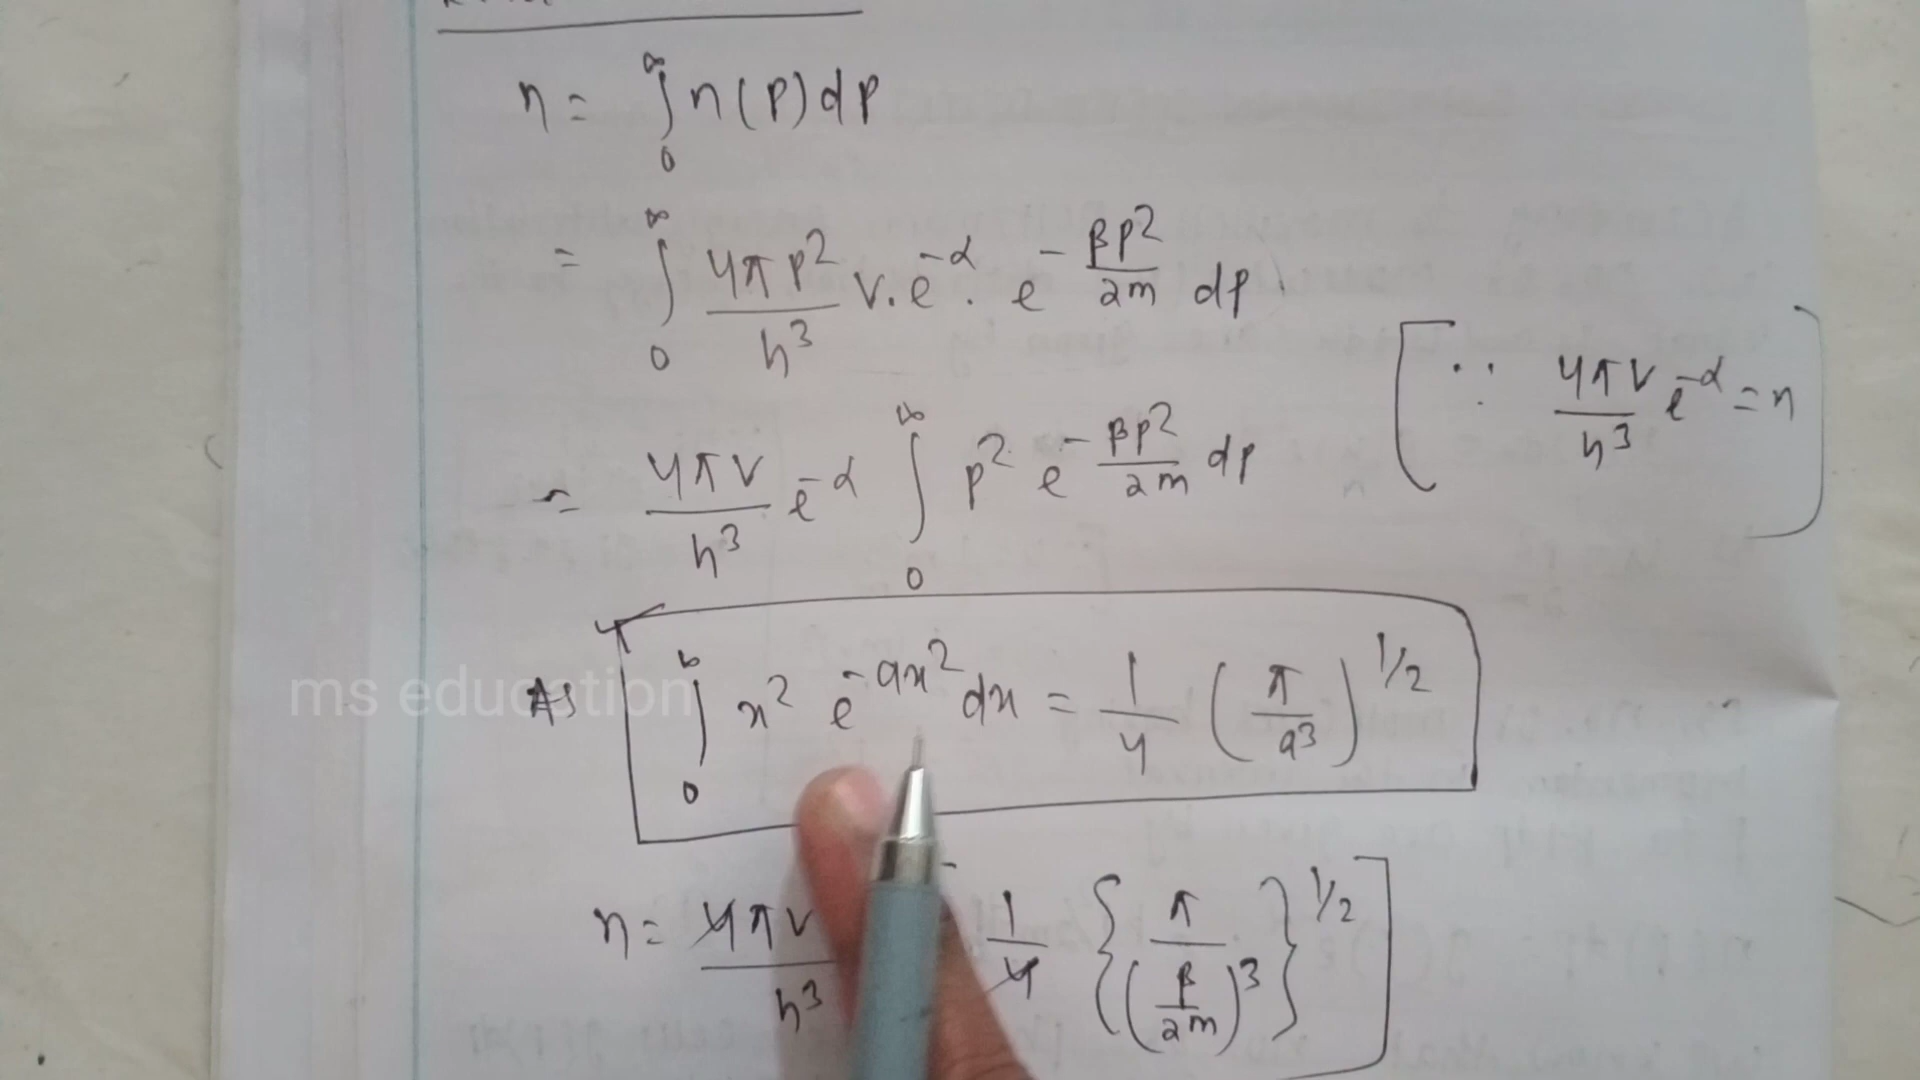 n = ∫₀^∞ n(p)dp
= ∫₀^∞ 4πp²/h³ V.e^-α . e^-βp²/2m dp
[∵ 4πV/h³ e^-α = n]
= 4πV/h³ e^-α ∫₀^∞ p² e^-βp²/2m dp
ms education
As ∫₀^∞ x² e^-ax² dx = 1/4 (π/a³)^1/2
n = 4πV/h³ 1/4 {π/(β/2m)³}^1/2 ]